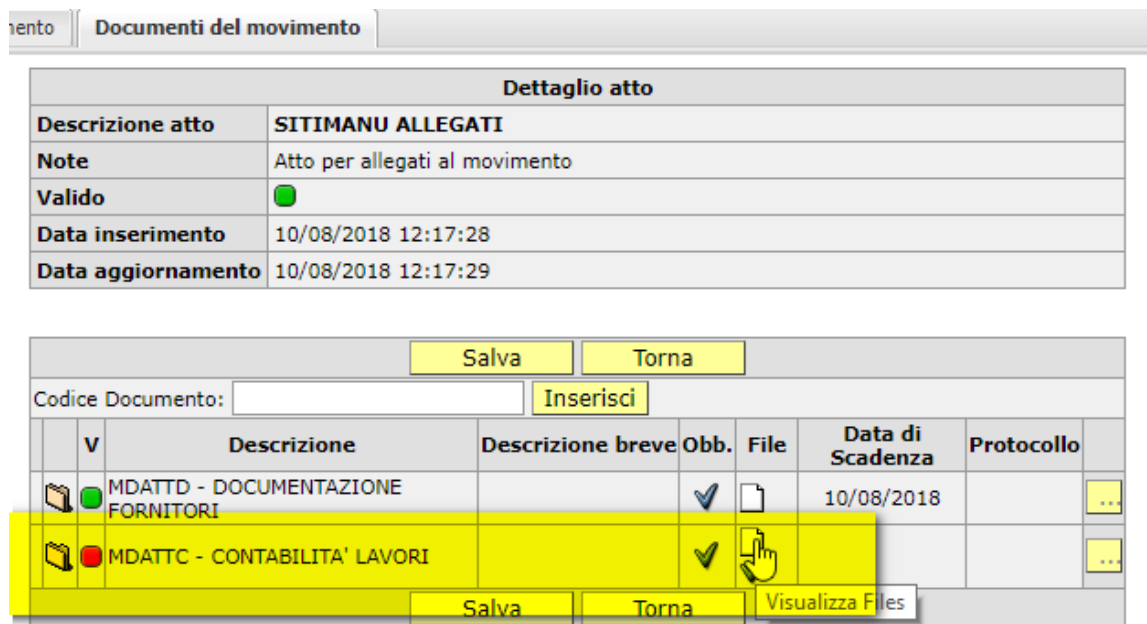 mento Documenti del movimento
Dettaglio atto
Descrizione atto SITIMANU ALLEGATI
Note Atto per allegati al movimento
Valido
Data inserimento 10/08/2018 12:17:28
Data aggiornamento 10/08/2018 12:17:29
Salva Torna
Codice Documento: Inserisci
V Descrizione Descrizione breve Obb. File Data di Scadenza Protocollo
MDATTD - DOCUMENTAZIONE FORNITORI 10/08/2018 ...
MDATTC - CONTABILITA' LAVORI ...
Salva Torna Visualizza Files